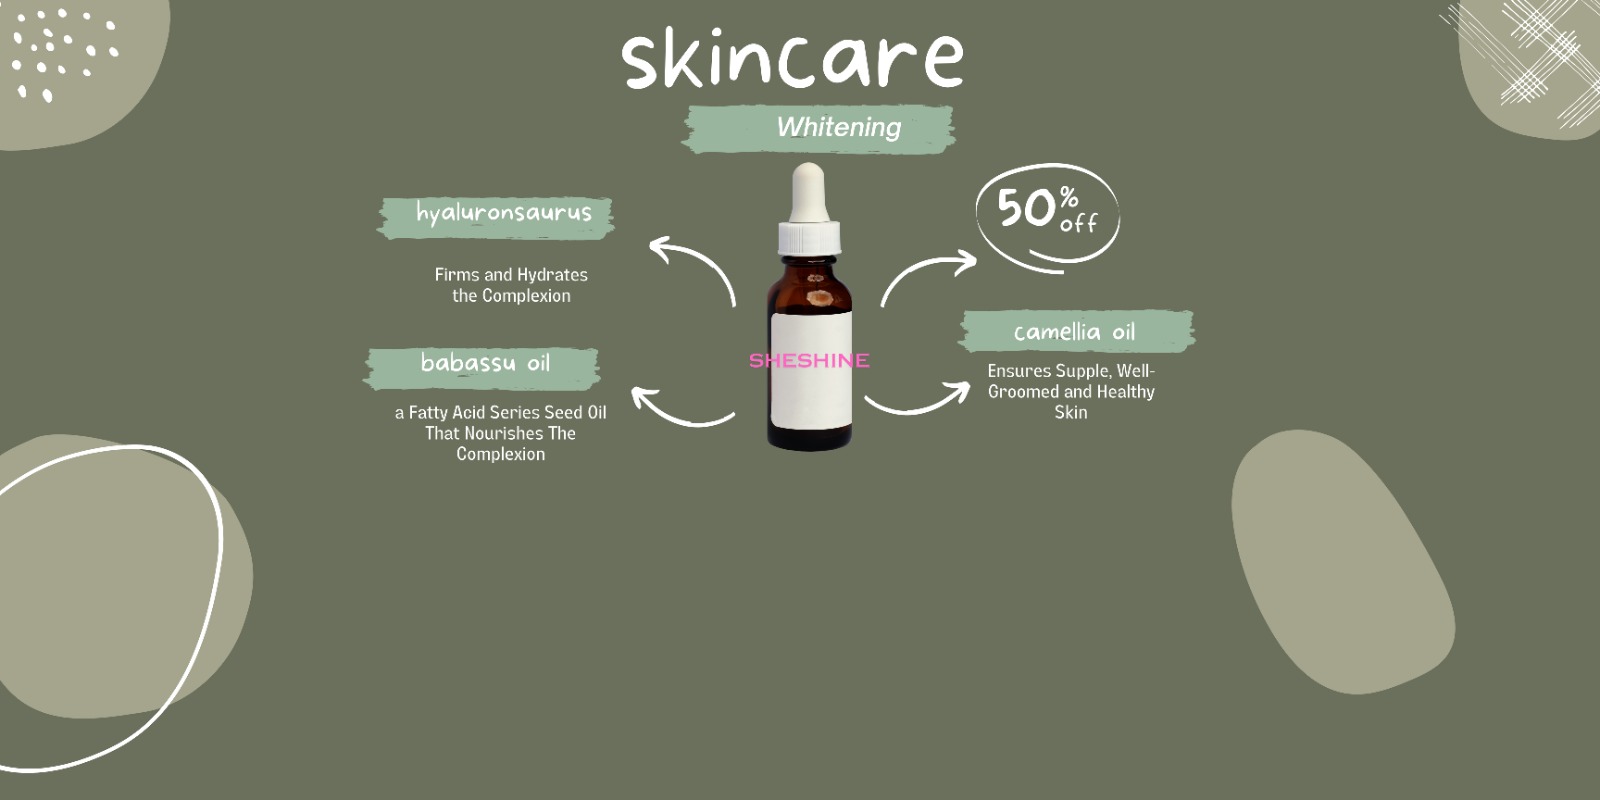 skincare
Whitening
hyaluronsaurus
Firms and Hydrates
the Complexion
babassu oil
a Fatty Acid Series Seed Oil
That Nourishes The
Complexion
SHESHINE
50%
off
camellia oil
Ensures Supple, Well-
Groomed and Healthy
Skin